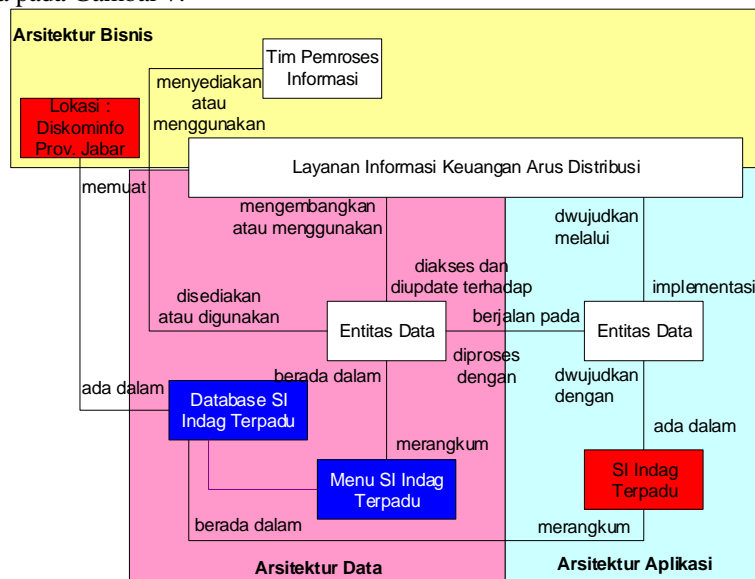 a pada Gambar 7.
Arsitektur Bisnis
Tim Pemroses
Informasi
menyediakan
atau
menggunakan
Lokasi :
Diskominfo
Prov. Jabar
Layanan Informasi Keuangan Arus Distribusi
memuat
mengembangkan
atau menggunakan
dwujudkan
melalui
diakses dan
diupdate terhadap
implementasi
disediakan
atau digunakan
Entitas Data
berjalan pada
Entitas Data
diproses
dengan
berada dalam
dwujudkan
dengan
ada dalam
Database SI
Indag Terpadu
merangkum
ada dalam
Menu SI Indag
Terpadu
SI Indag
Terpadu
berada dalam
merangkum
Arsitektur Data
Arsitektur Aplikasi